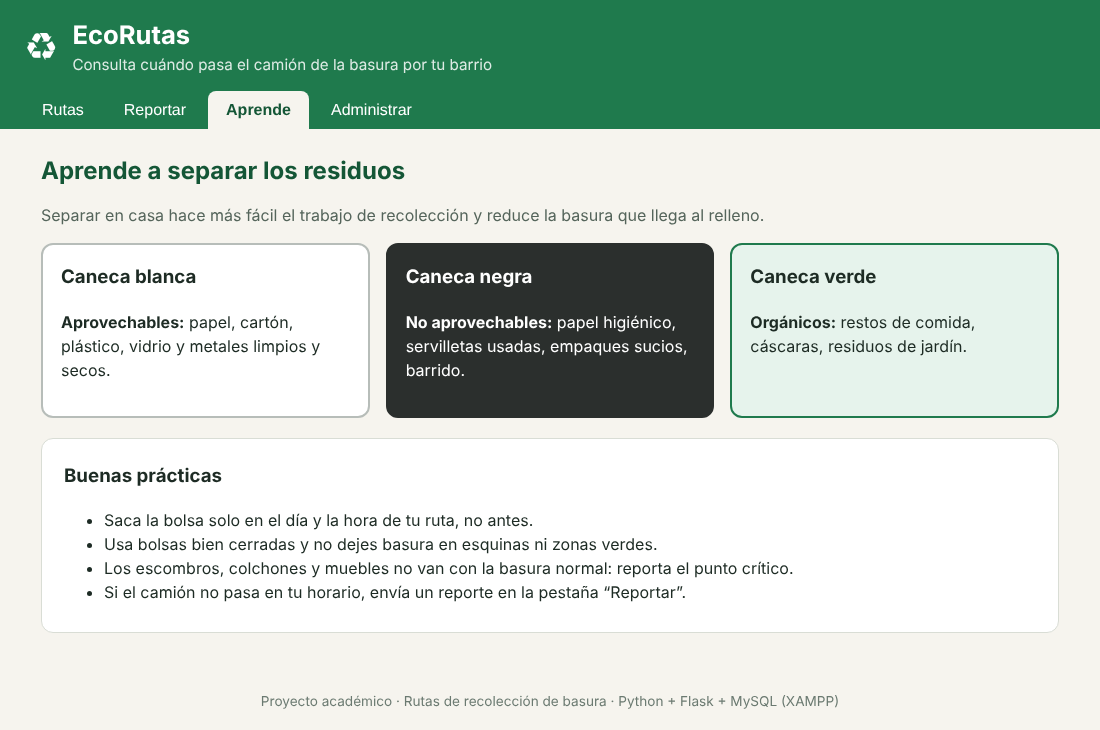 EcoRutas
Consulta cuándo pasa el camión de la basura por tu barrio
Rutas
Reportar
Aprende
Administrar
Aprende a separar los residuos
Separar en casa hace más fácil el trabajo de recolección y reduce la basura que llega al relleno.
Caneca blanca
Aprovechables: papel, cartón,
plástico, vidrio y metales limpios y
secos.
Caneca negra
No aprovechables: papel higiénico,
servilletas usadas, empaques sucios,
barrido.
Caneca verde
Orgánicos: restos de comida,
cáscaras, residuos de jardín.
Buenas prácticas
• Saca la bolsa solo en el día y la hora de tu ruta, no antes.
• Usa bolsas bien cerradas y no dejes basura en esquinas ni zonas verdes.
• Los escombros, colchones y muebles no van con la basura normal: reporta el punto crítico.
• Si el camión no pasa en tu horario, envía un reporte en la pestaña “Reportar”.
Proyecto académico · Rutas de recolección de basura · Python + Flask + MySQL (XAMPP)